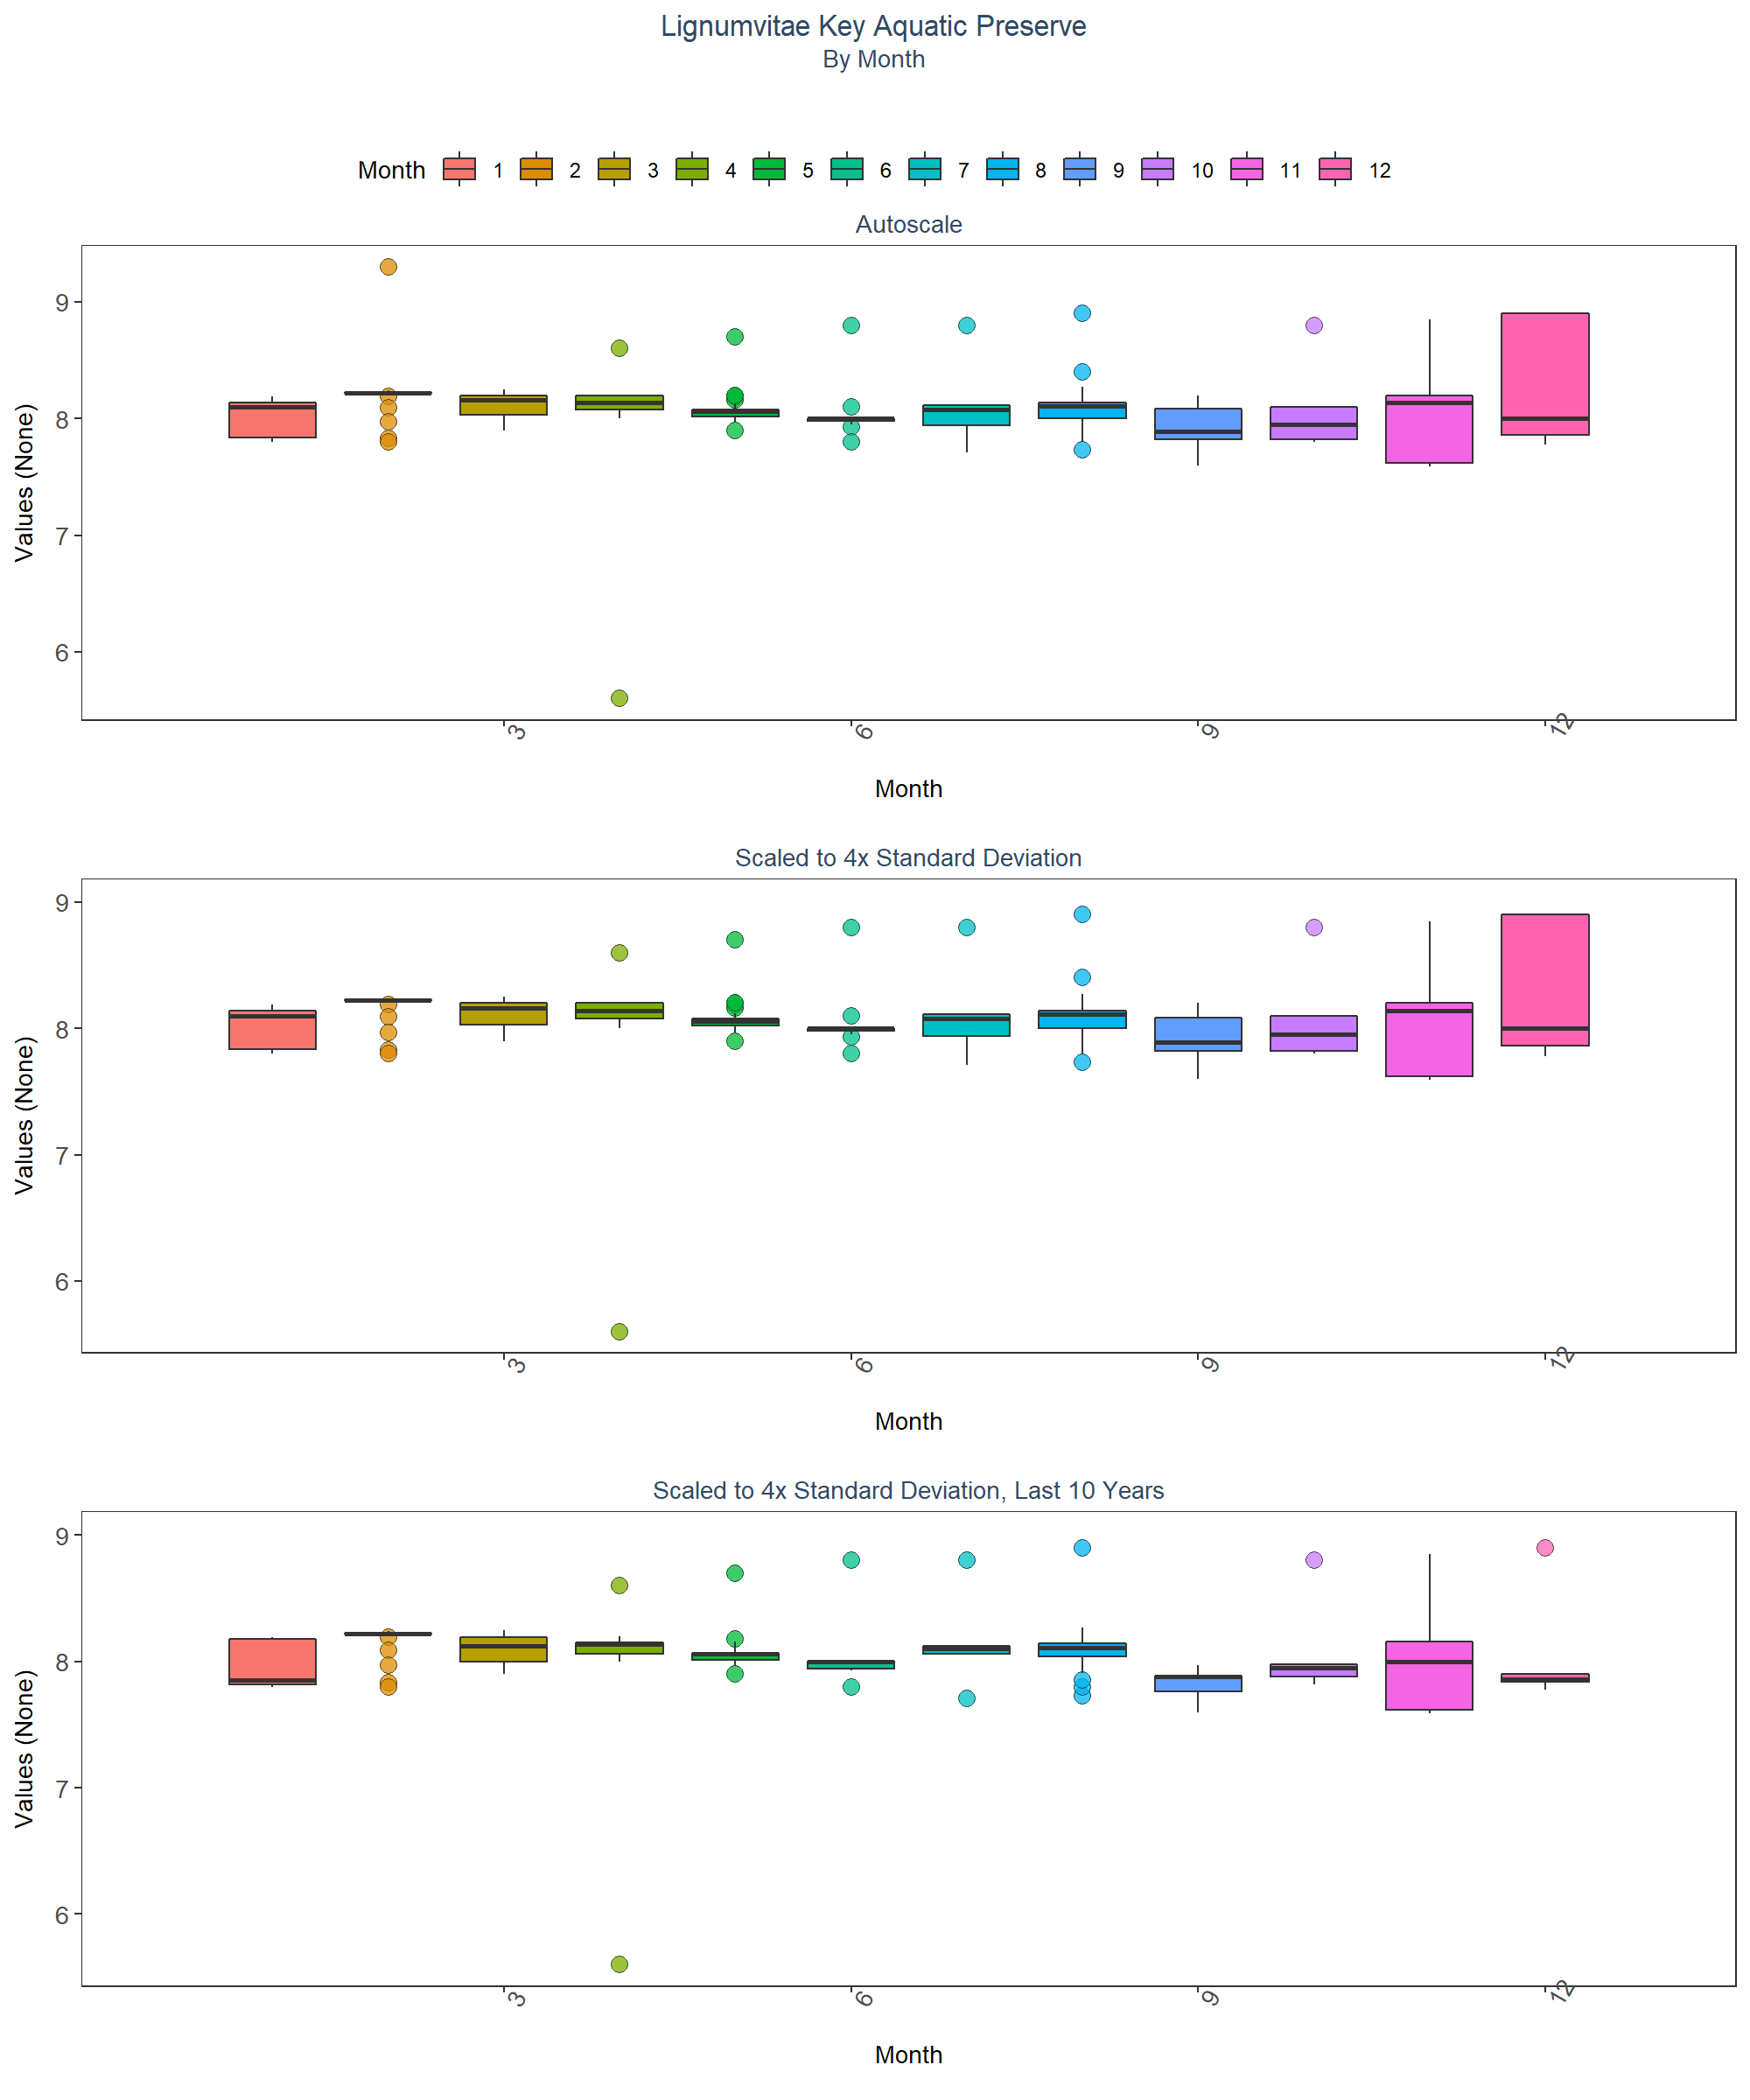 Lignumvitae Key Aquatic Preserve
By Month
Month 1 2 3 4 5 6 7 8 9 10 11 12
Autoscale
Values (None)
9
8
7
6
3 6 9 12
Month
Scaled to 4x Standard Deviation
Values (None)
9
8
7
6
3 6 9 12
Month
Scaled to 4x Standard Deviation, Last 10 Years
Values (None)
9
8
7
6
3 6 9 12
Month